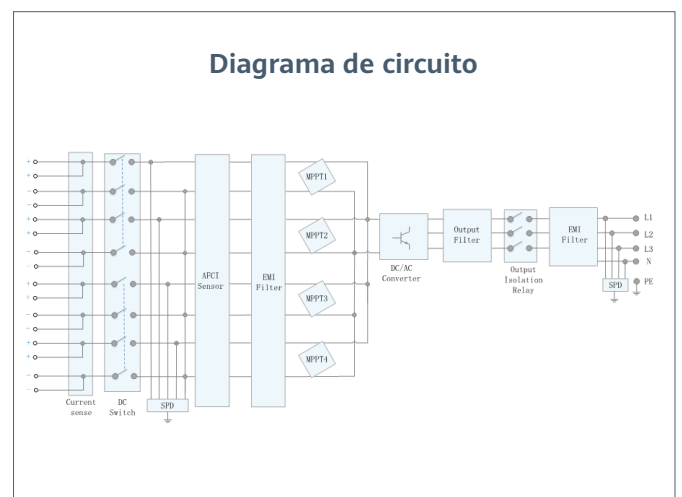 Diagrama de circuito
+
+
-
-
+
+
-
-
+
+
-
-
+
+
-
-
Current
sense
DC
Switch
SPD
AFCI
Sensor
EMI
Filter
MPPT1
MPPT2
MPPT3
MPPT4
DC/AC
Converter
Output
Filter
Output
Isolation
Relay
EMI
Filter
SPD
L1
L2
L3
N
PE